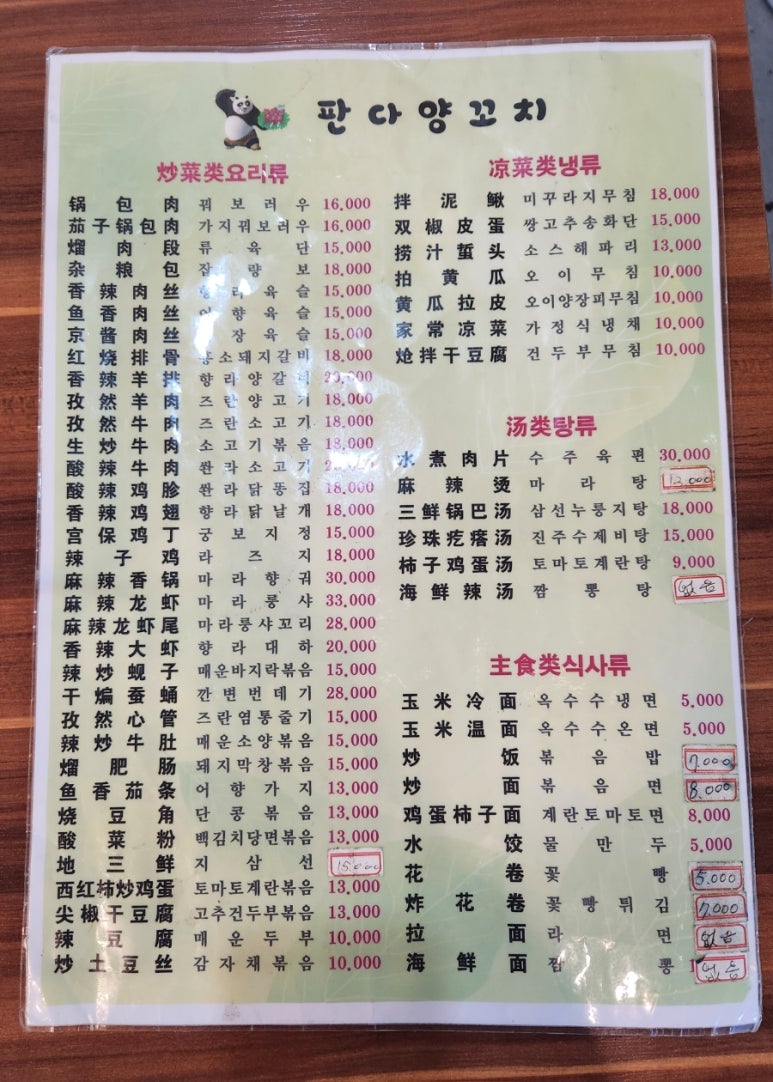 판다양꼬치
炒菜类요리류
锅包肉 꿔보러우 16,000
茄子锅包肉 가지꿔보러우 16,000
熘肉段 류육단 15,000
杂粮包 잡량보 18,000
香辣肉丝 향라육슬 15,000
鱼香肉丝 어향육슬 15,000
京酱肉丝 장육슬 15,000
红烧排骨 홍소돼지갈비 18,000
香辣羊排 향라양갈비
孜然羊肉 즈란양고기 18,000
孜然牛肉 즈란소고기 18,000
生炒牛肉 소고기볶음 18,000
酸辣牛肉 쏸라소고기
酸辣鸡胗 쏸라닭똥집 18,000
香辣鸡翅 향라닭날개 18,000
宫保鸡丁 궁보지정 15,000
辣子鸡 라즈지 18,000
麻辣香锅 마라향궈 30,000
麻辣龙虾 마라룽샤 33,000
麻辣龙虾尾 마라룽샤꼬리 28,000
香辣大虾 향라대하 20,000
辣炒蚬子 매운바지락볶음 15,000
干煸蚕蛹 깐변번데기 28,000
孜然心管 즈란염통줄기 15,000
辣炒牛肚 매운소양볶음 15,000
熘肥肠 돼지막창볶음 15,000
鱼香茄条 어향가지 13,000
烧豆角 단콩볶음 13,000
酸菜粉 백김치당면볶음 13,000
地三鲜 지삼선 15.000
西红柿炒鸡蛋 토마토계란볶음 13,000
尖椒干豆腐 고추건두부볶음 13,000
辣豆腐 매운두부 10,000
炒土豆丝 감자채볶음 10,000
凉菜类냉류
拌泥鳅 미꾸라지무침 18,000
双椒皮蛋 쌍고추송화단 15,000
捞汁蜇头 소스해파리 13,000
拍黄瓜 오이무침 10,000
黄瓜拉皮 오이양장피무침 10,000
家常凉菜 가정식냉채 10,000
炝拌干豆腐 건두부무침 10,000
汤类탕류
水煮肉片 수주육편 30,000
麻辣烫 마라탕
三鲜锅巴汤 삼선누룽지탕 18,000
珍珠疙瘩汤 진주수제비탕 15,000
柿子鸡蛋汤 토마토계란탕 9,000
海鲜辣汤 짬뽕탕 없음
主食类식사류
玉米冷面 옥수수냉면 5,000
玉米温面 옥수수온면 5,000
炒饭 볶음밥 7.000
炒面 볶음면 8.000
鸡蛋柿子面 계란토마토면 8,000
水饺 물만두 5,000
花卷 꽃빵 5.000
炸花卷 꽃빵튀김 7.000
拉面 라면 없음
海鲜面 짬뽕 없음